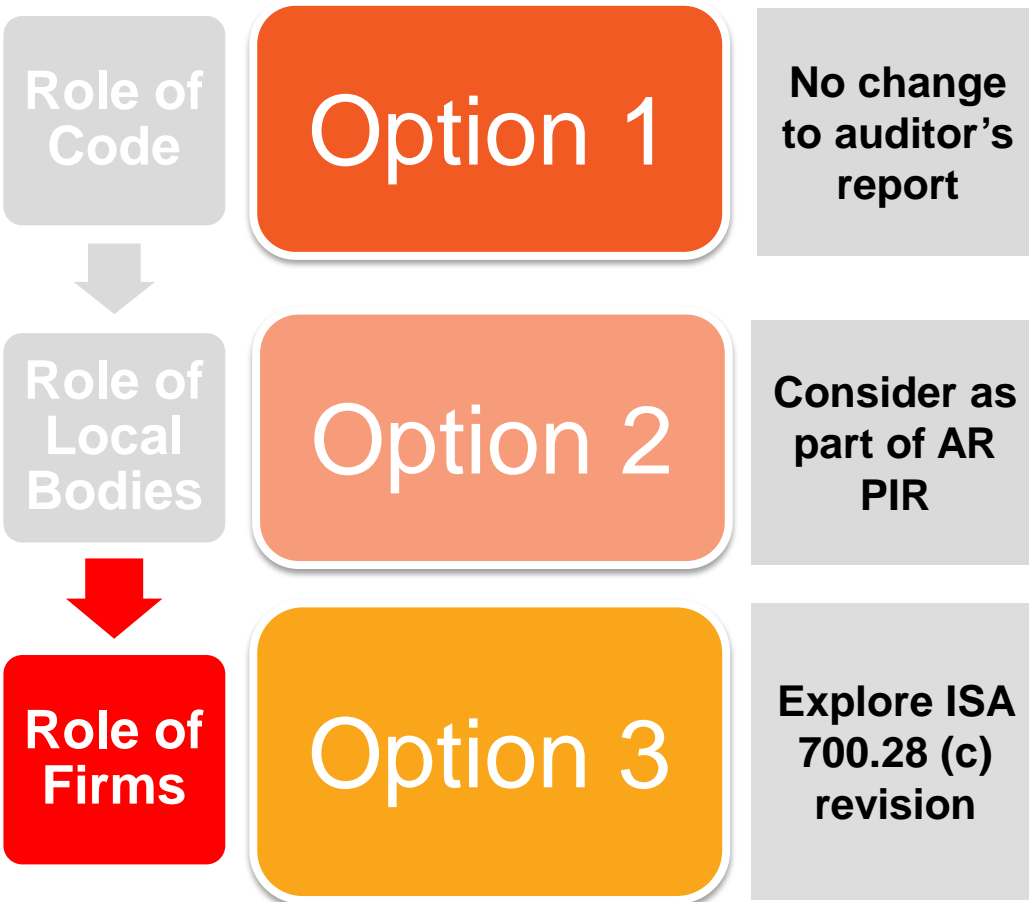 Role of
Code
Option 1
No change
to auditor’s
report
Role of
Local
Bodies
Option 2
Consider as
part of AR
PIR
Role of
Firms
Option 3
Explore ISA
700.28 (c)
revision